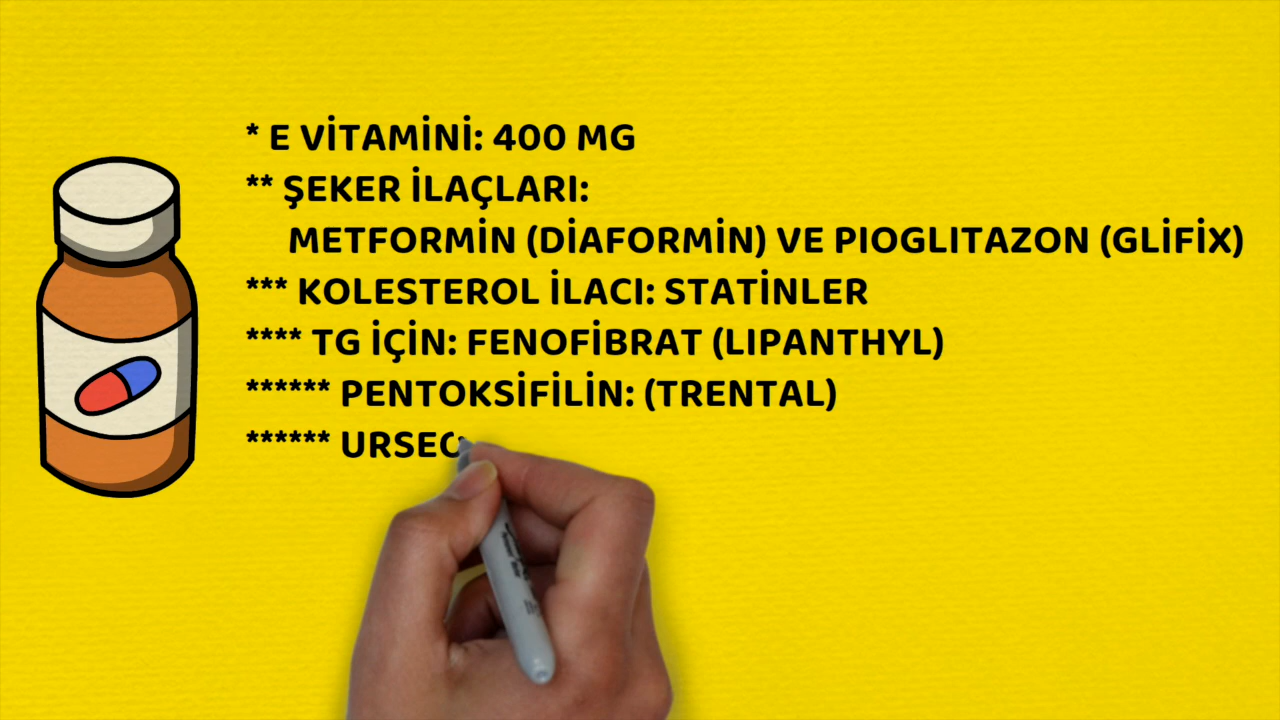 * E VİTAMİNİ: 400 MG
** ŞEKER İLAÇLARI:
METFORMİN (DİAFORMİN) VE PIOGLITAZON (GLİFİX)
*** KOLESTEROL İLACI: STATİNLER
**** TG İÇİN: FENOFİBRAT (LIPANTHYL)
****** PENTOKSİFİLİN: (TRENTAL)
******